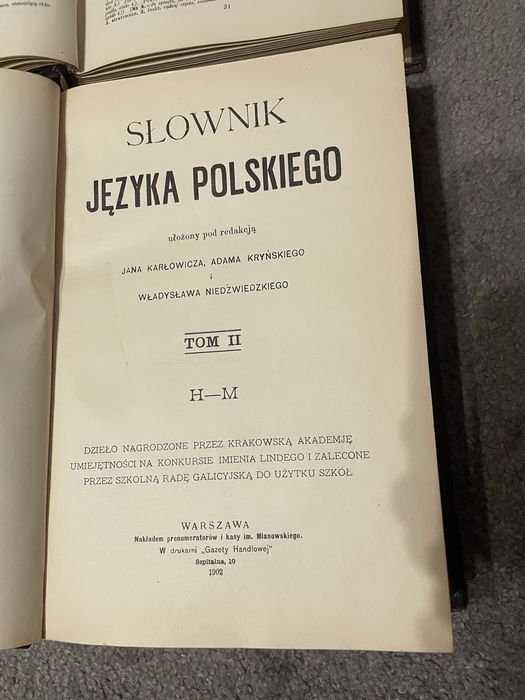 31
SŁOWNIK
JĘZYKA POLSKIEGO
ułożony pod redakcją
JANA KARŁOWICZA, ADAMA KRYŃSKIEGO
i
WŁADYSŁAWA NIEDŹWIEDZKIEGO
TOM II
H—M
DZIEŁO NAGRODZONE PRZEZ KRAKOWSKĄ AKADEMJĘ
UMIEJĘTNOŚCI NA KONKURSIE IMIENIA LINDEGO I ZALECONE
PRZEZ SZKOLNĄ RADĘ GALICYJSKĄ DO UŻYTKU SZKÓŁ
WARSZAWA
Nakładem prenumeratorów i kasy im. Mianowskiego.
W drukarni „Gazety Handlowej”
Szpitalna, 10
1902